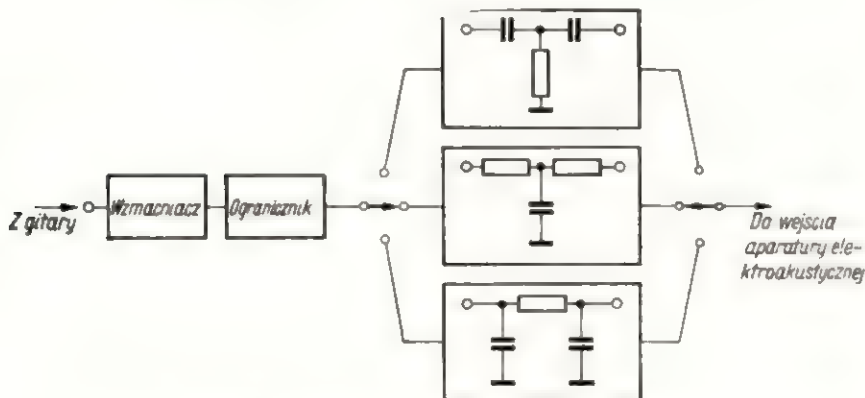 Z gitary
Wzmacniacz
Ogranicznik
Do wejścia
aparatury ele-
ktroakustycznej